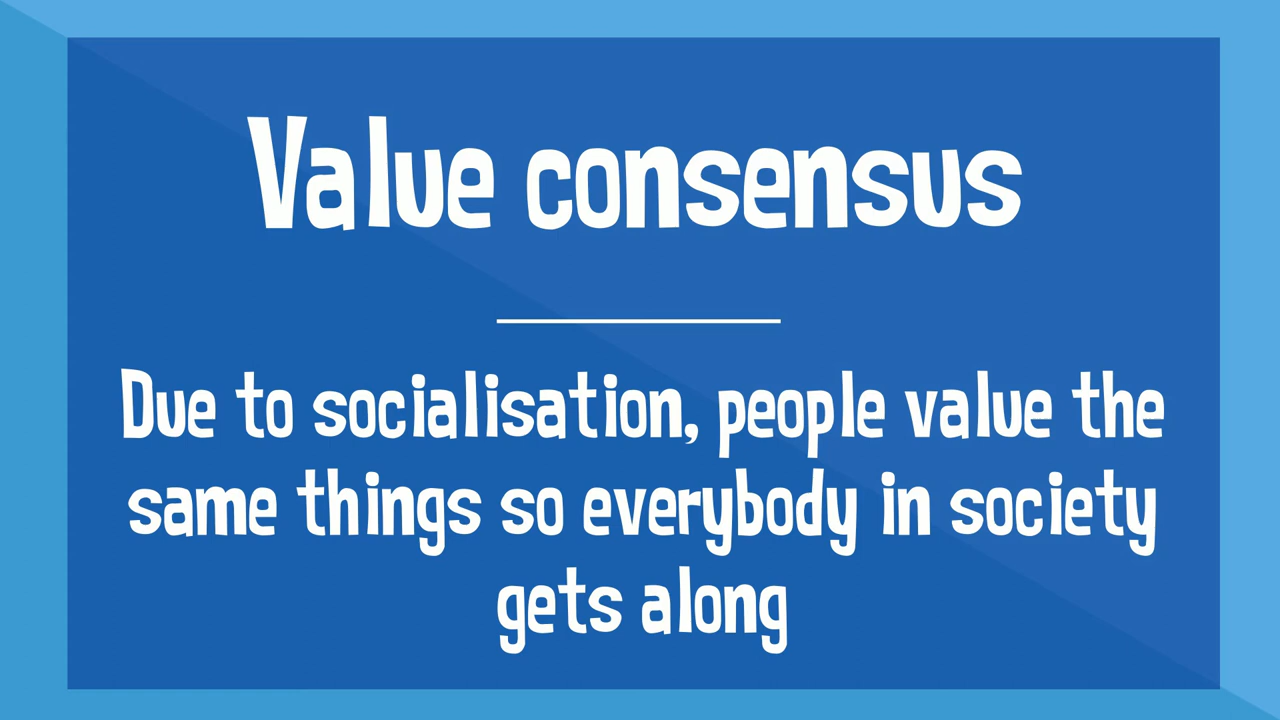 Value consensus
Due to socialisation, people value the
same things so everybody in society
gets along